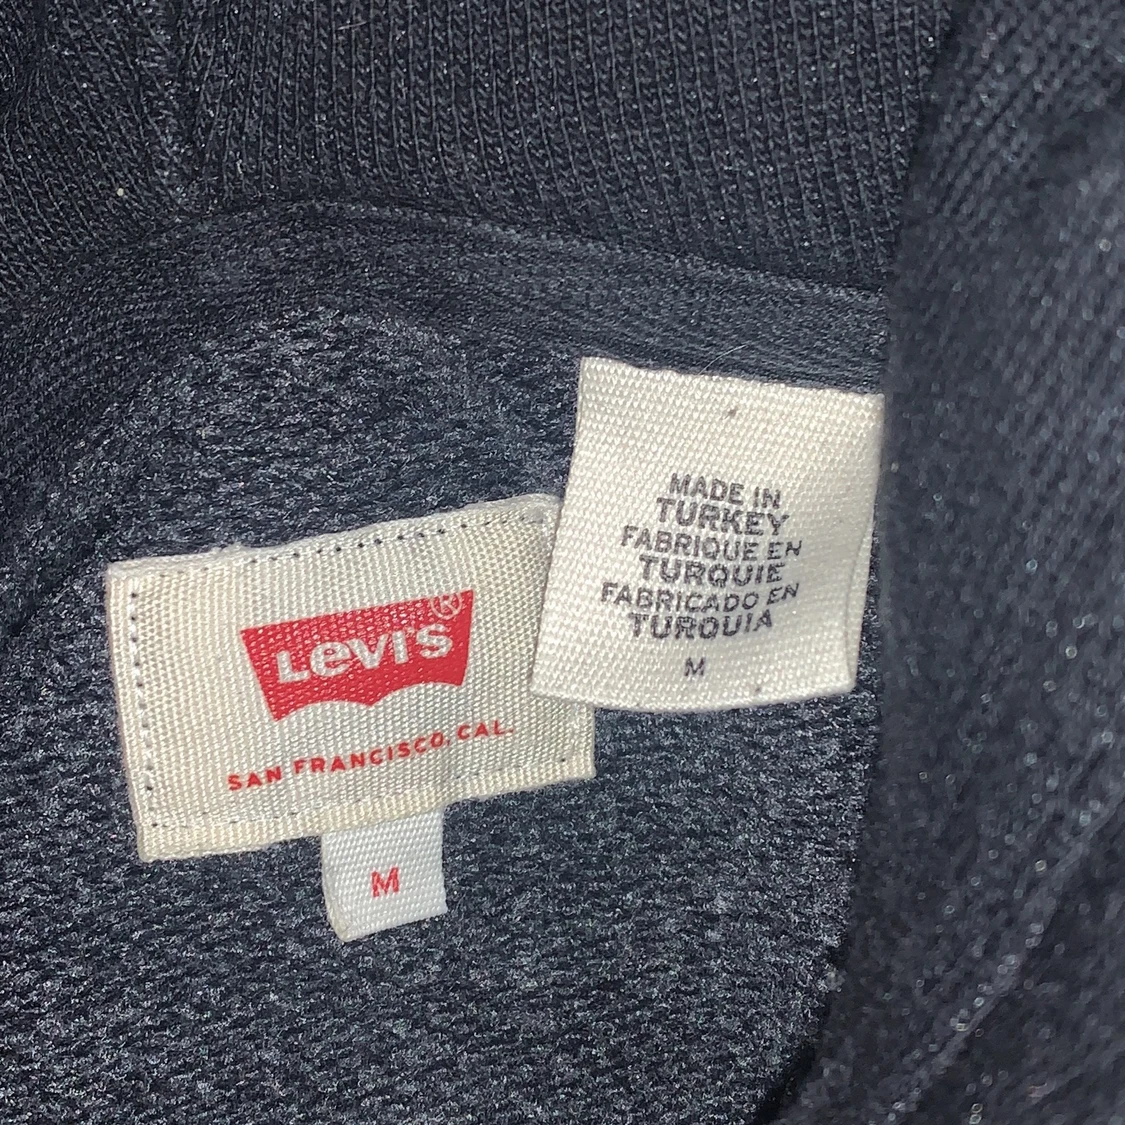 MADE IN
TURKEY
FABRIQUE EN
TURQUIE
FABRICADO EN
TURQUIA
M
LEVI'S®
SAN FRANCISCO, CAL.
M